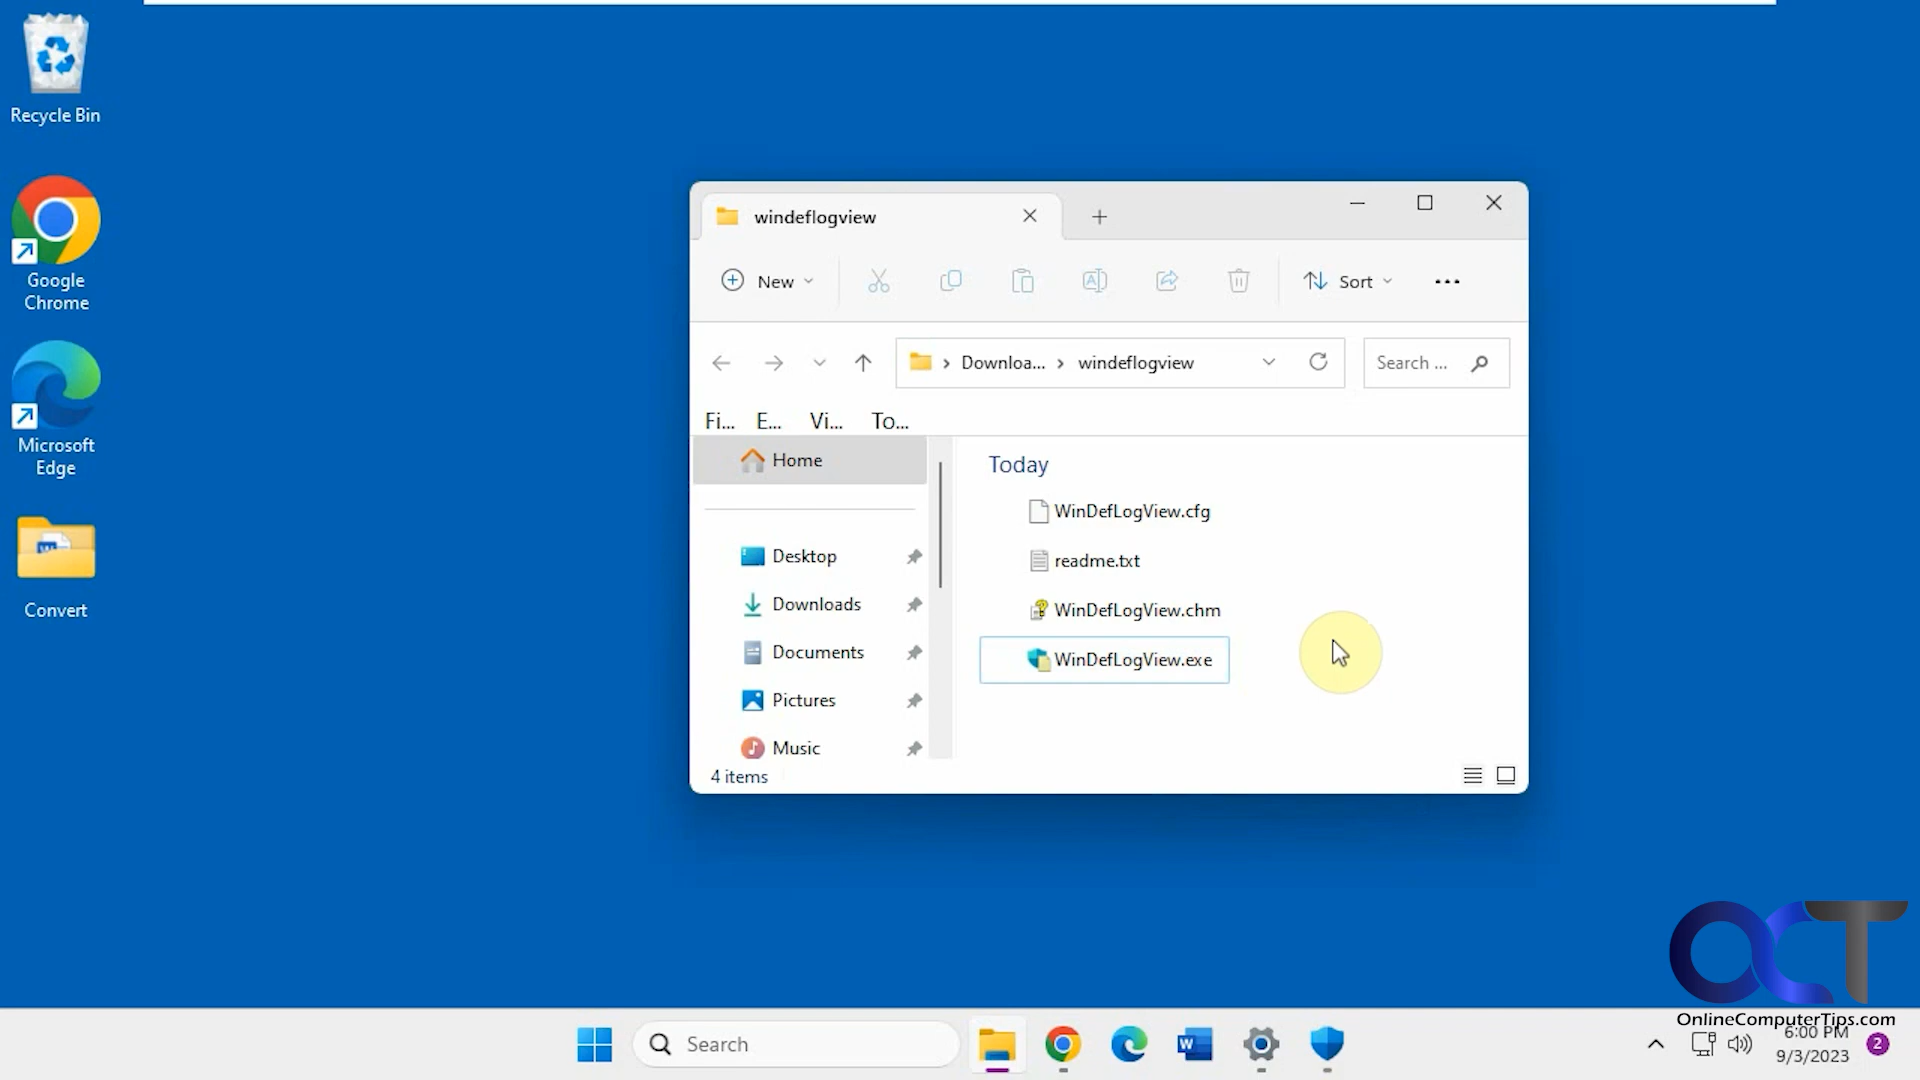 Recycle Bin
Google
Chrome
Microsoft
Edge
Convert
windeflogview
New
Sort
Downloa...
windeflogview
Search ...
Fi...
E...
Vi...
To...
Home
Desktop
Downloads
Documents
Pictures
Music
Today
WinDefLogView.cfg
readme.txt
WinDefLogView.chm
WinDefLogView.exe
4 items
OCT
OnlineComputerTips.com
Search
W
6:00 PM
9/3/2023
2